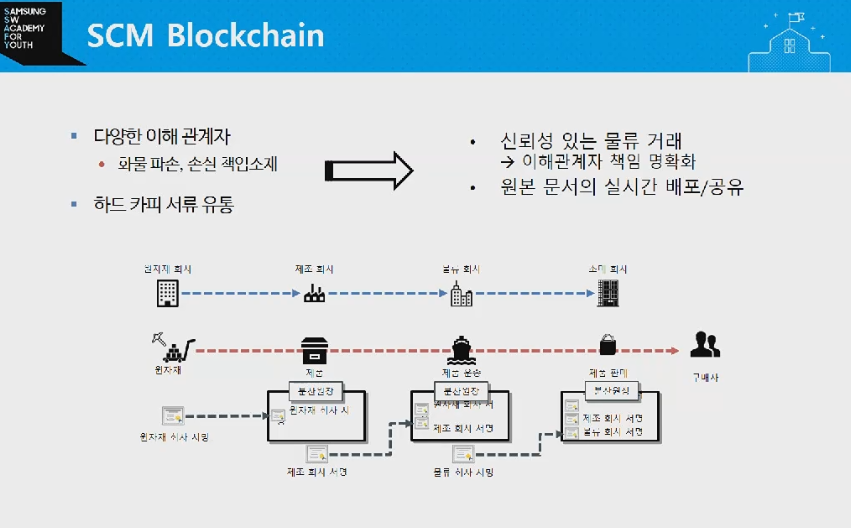 SAMSUNG
SW
ACADEMY
FOR
YOUTH
SCM Blockchain
다양한 이해 관계자
화물 파손, 손실 책임소재
하드 카피 서류 유통
신뢰성 있는 물류 거래
→ 이해관계자 책임 명확화
원본 문서의 실시간 배포/공유
원자재 회사
제조 회사
물류 회사
소매 회사
원자재
제품
제품 운송
제품 판매
구매자
분산원장
분산원장
분산원장
원자재 회사 서
원자재 회사 서
제조 회사 서명
제조 회사 서명
물류 회사 서명
원자재 회사 서명
제조 회사 서명
물류 회사 서명